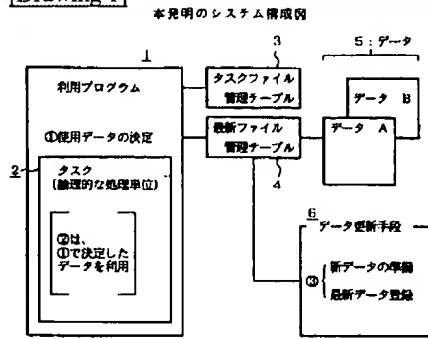 [Drawing 1]
本発明のシステム構成図
1
利用プログラム
①使用データの決定
2
タスク
(論理的な処理単位)
②は、
①で決定した
データを利用
3
タスクファイル
管理テーブル
最新ファイル
管理テーブル
4
5:データ
データ B
データ A
6
データ更新手段
③
新データの準備
最新データ登録